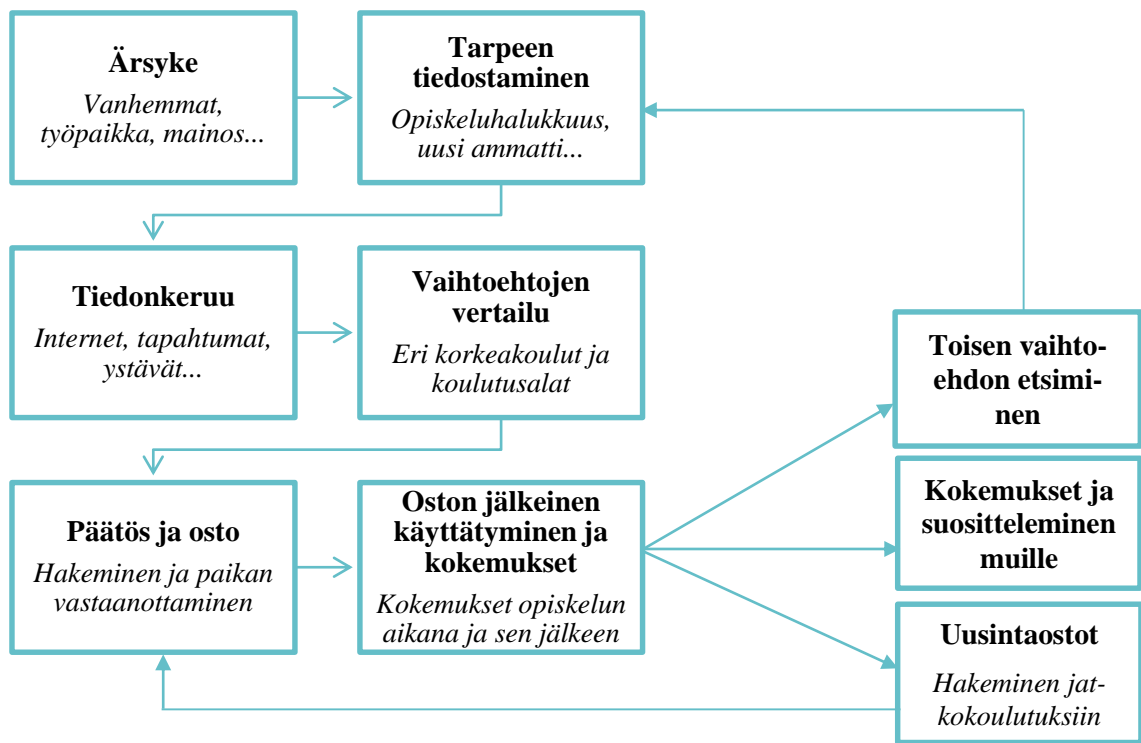 Ärsyke
Vanhemmat,
työpaikka, mainos...
Tarpeen
tiedostaminen
Opiskeluhalukkuus,
uusi ammatti...
Tiedonkeruu
Internet, tapahtumat,
ystävät...
Vaihtoehtojen
vertailu
Eri korkeakoulut ja
koulutusalat
Päätös ja osto
Hakeminen ja paikan
vastaanottaminen
Oston jälkeinen
käyttätyminen ja
kokemukset
Kokemukset opiskelun
aikana ja sen jälkeen
Toisen vaihto-
ehdon etsimi-
nen
Kokemukset ja
suositteleminen
muille
Uusintaostot
Hakeminen jat-
kokoulutuksiin